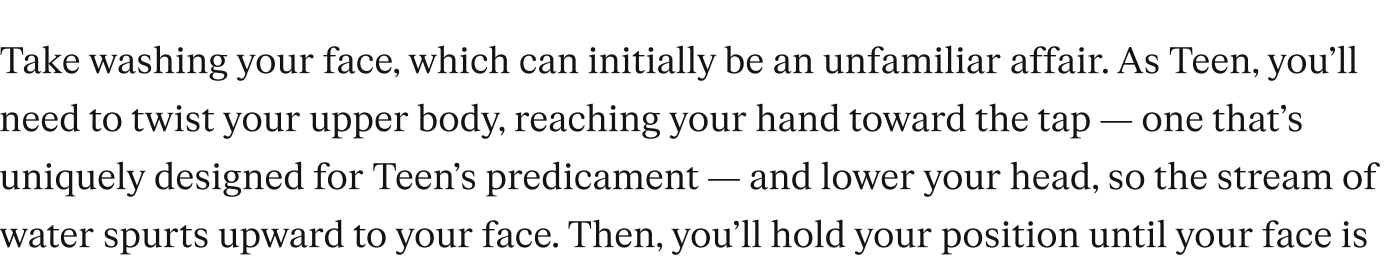 Take washing your face, which can initially be an unfamiliar affair. As Teen, you’ll
need to twist your upper body, reaching your hand toward the tap — one that’s
uniquely designed for Teen’s predicament — and lower your head, so the stream of
water spurts upward to your face. Then, you’ll hold your position until your face is